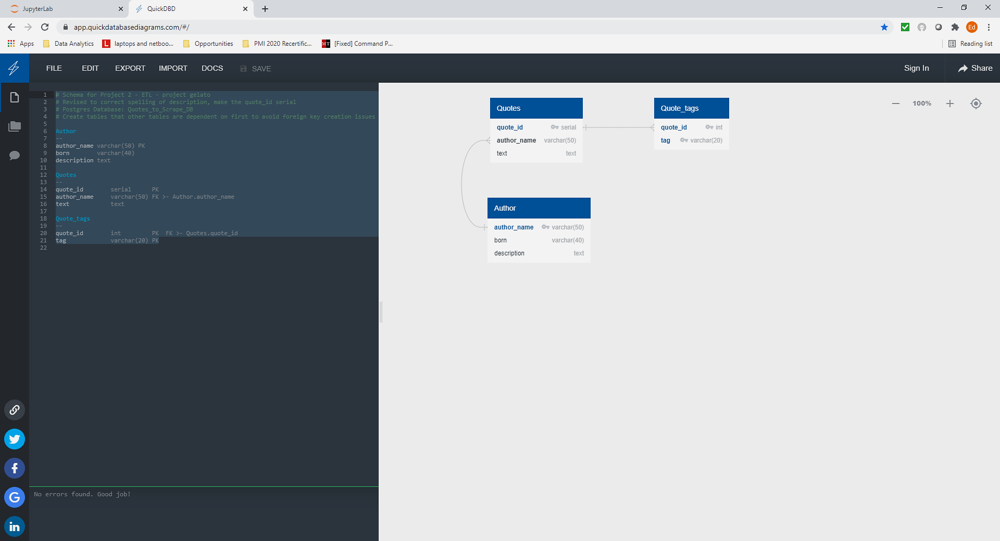 JupyterLab
QuickDBD
app.quickdatabasediagrams.com/#/
Ed
Apps
Data Analytics
L laptops and netboo...
Opportunities
PMI 2020 Recertific...
MT [Fixed] Command P...
Reading list
FILE EDIT EXPORT IMPORT DOCS SAVE
Sign In Share
1 # Schema for Project 2 - ETL - project gelato
2 # Revised to correct spelling of description, make the quote_id serial
3 # Postgres Database: Quotes_to_Scrape_DB
4 # Create tables that other tables are dependent on first to avoid foreign key creation issues
5
6 Author
7 --
8 author_name varchar(50) PK
9 born varchar(40)
10 description text
11
12 Quotes
13 --
14 quote_id serial PK
15 author_name varchar(50) FK >- Author.author_name
16 text text
17
18 Quote_tags
19 --
20 quote_id int PK FK >- Quotes.quote_id
21 tag varchar(20) PK
22
No errors found. Good job!
Quotes
quote_id serial
author_name varchar(50)
text text
Quote_tags
quote_id int
tag varchar(20)
100%
Author
author_name varchar(50)
born varchar(40)
description text